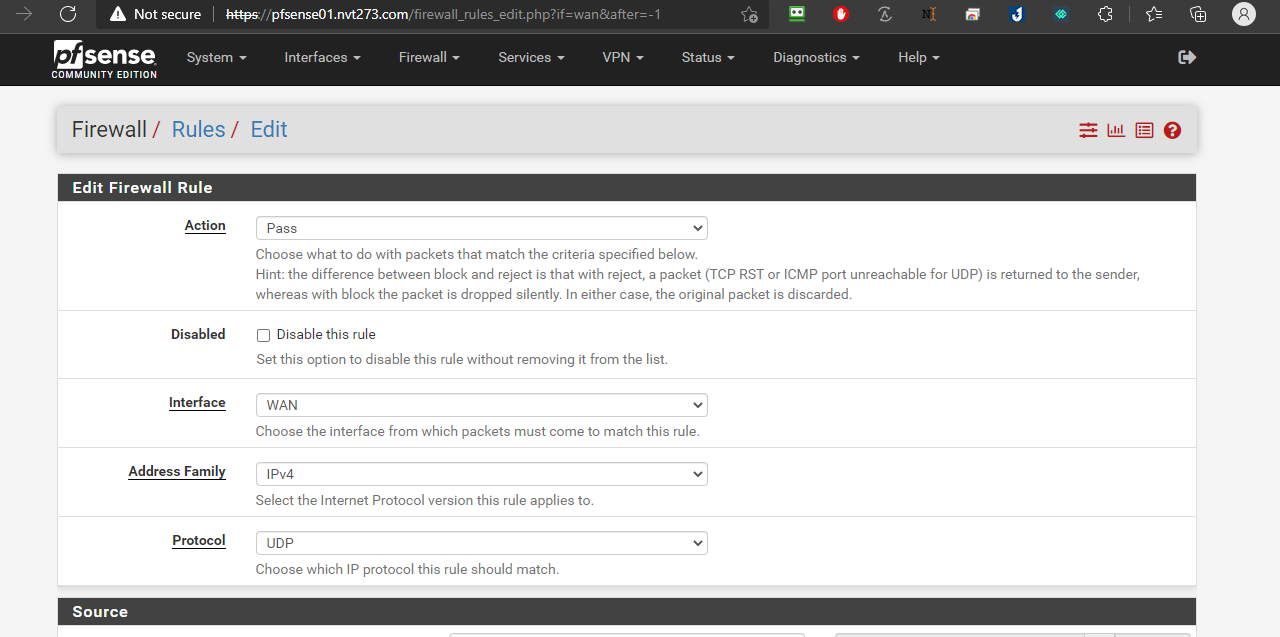 Not secure https://pfsense01.nvt273.com/firewall_rules_edit.php?if=wan&after=-1
pfsense
COMMUNITY EDITION
System Interfaces Firewall Services VPN Status Diagnostics Help
Firewall / Rules / Edit
Edit Firewall Rule
Action
Pass
Choose what to do with packets that match the criteria specified below.
Hint: the difference between block and reject is that with reject, a packet (TCP RST or ICMP port unreachable for UDP) is returned to the sender,
whereas with block the packet is dropped silently. In either case, the original packet is discarded.
Disabled
Disable this rule
Set this option to disable this rule without removing it from the list.
Interface
WAN
Choose the interface from which packets must come to match this rule.
Address Family
IPv4
Select the Internet Protocol version this rule applies to.
Protocol
UDP
Choose which IP protocol this rule should match.
Source